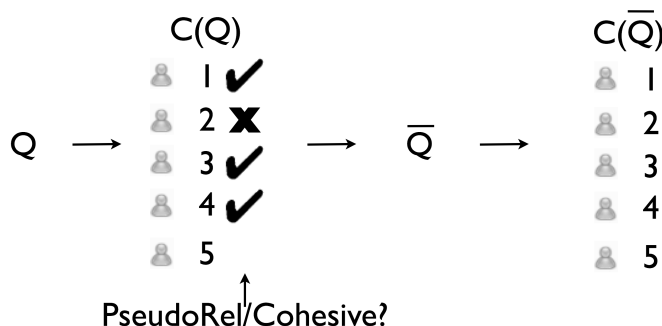 C(Q)
C(Q̅)
1 ✔
1
2 ✘
2
Q
Q̅
3 ✔
3
4 ✔
4
5
5
PseudoRel/Cohesive?